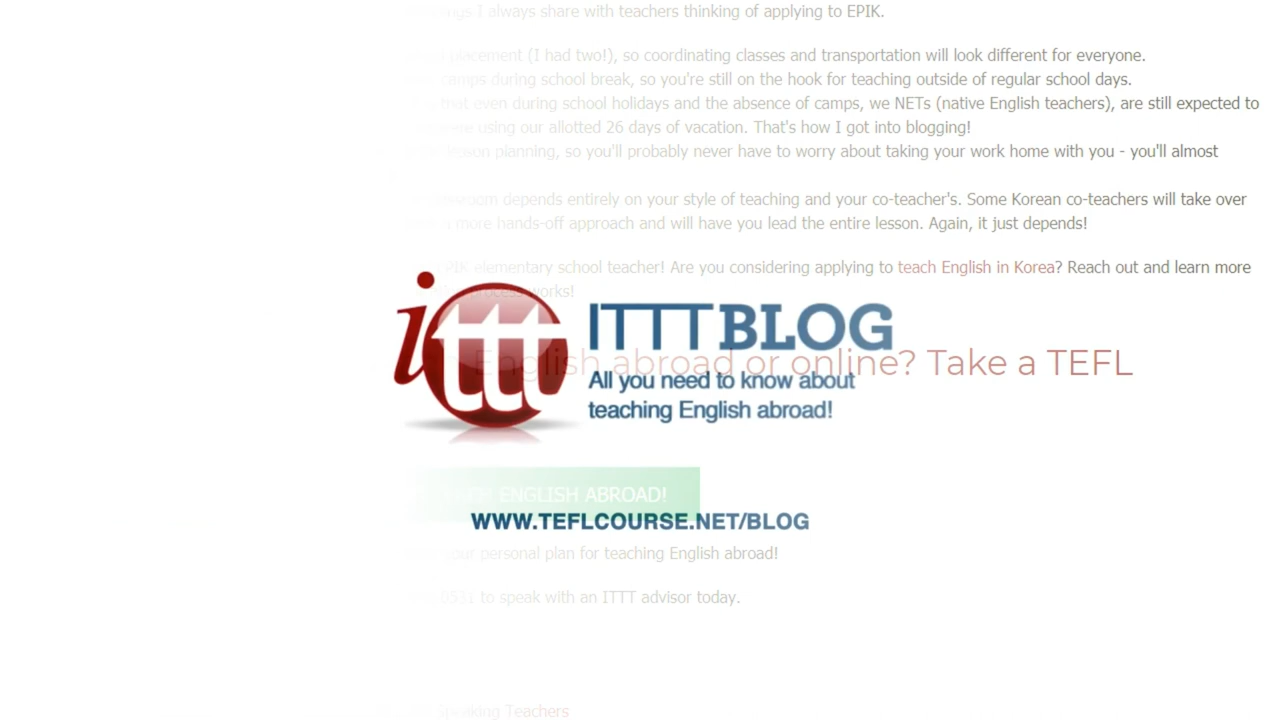 I always share with teachers thinking of applying to EPIK.
placement (I had two!), so coordinating classes and transportation will look different for everyone.
camps during school break, so you're still on the hook for teaching outside of regular school days.
that even during school holidays and the absence of camps, we NETs (native English teachers), are still expected to
using our allotted 26 days of vacation. That's how I got into blogging!
lesson planning, so you'll probably never have to worry about taking your work home with you - you'll almost
depends entirely on your style of teaching and your co-teacher's. Some Korean co-teachers will take over
more hands-off approach and will have you lead the entire lesson. Again, it just depends!
EPIK elementary school teacher! Are you considering applying to teach English in Korea? Reach out and learn more
process works!
ittt
ITTT BLOG
English abroad or online? Take a TEFL
All you need to know about
teaching English abroad!
ENGLISH ABROAD!
WWW.TEFLCOURSE.NET/BLOG
your personal plan for teaching English abroad!
to speak with an ITTT advisor today.
Speaking Teachers